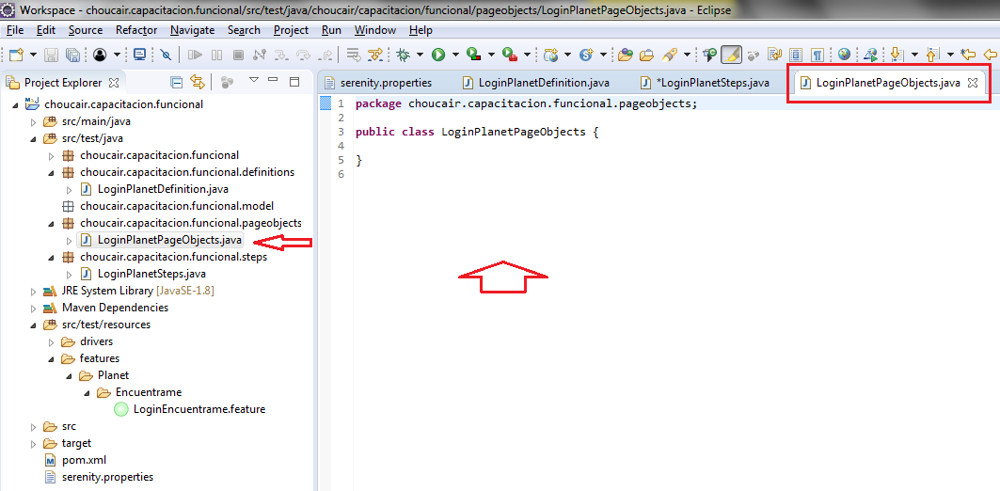 Workspace - choucair.capacitacion.funcional/src/test/java/choucair/capacitacion/funcional/pageobjects/LoginPlanetPageObjects.java - Eclipse
File Edit Source Refactor Navigate Search Project Run Window Help
Project Explorer
serenity.properties LoginPlanetDefinition.java *LoginPlanetSteps.java LoginPlanetPageObjects.java
choucair.capacitacion.funcional
src/main/java
src/test/java
choucair.capacitacion.funcional
choucair.capacitacion.funcional.definitions
LoginPlanetDefinition.java
choucair.capacitacion.funcional.model
choucair.capacitacion.funcional.pageobjects
LoginPlanetPageObjects.java
choucair.capacitacion.funcional.steps
LoginPlanetSteps.java
JRE System Library [JavaSE-1.8]
Maven Dependencies
src/test/resources
drivers
features
Planet
Encuentrame
LoginEncuentrame.feature
src
target
pom.xml
serenity.properties
1 package choucair.capacitacion.funcional.pageobjects;
2
3 public class LoginPlanetPageObjects {
4
5 }
6